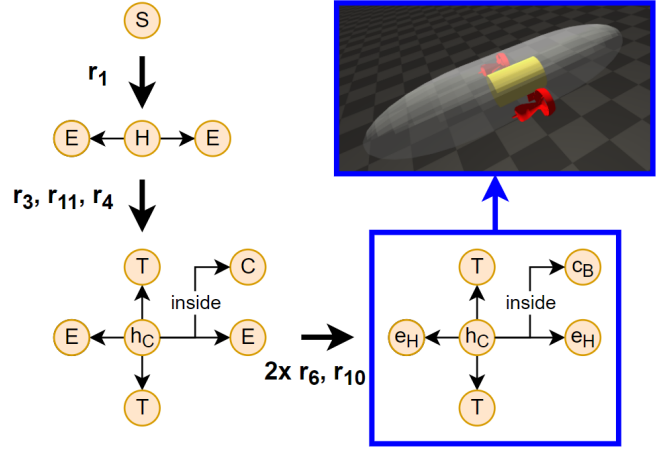 S
r1
E H E
r3, r11, r4
T C
inside
E hC E
T
2x r6, r10
T cB
inside
eH hC eH
T